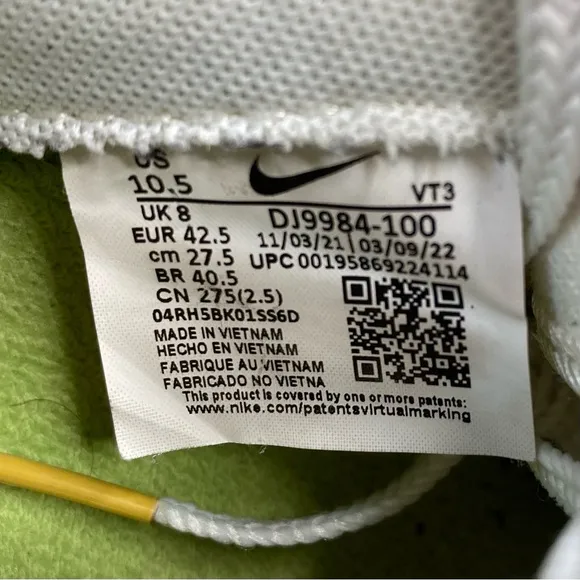 US
10.5
VT3
UK 8
DJ9984-100
EUR 42.5
11/03/21 | 03/09/22
cm 27.5
UPC 00195869224114
BR 40.5
CN 275(2.5)
04RH5BK01SS6D
MADE IN VIETNAM
HECHO EN VIETNAM
FABRIQUE AU VIETNAM
FABRICADO NO VIETNA
This product is covered by one or more patents:
www.nike.com/patentsvirtualmarking